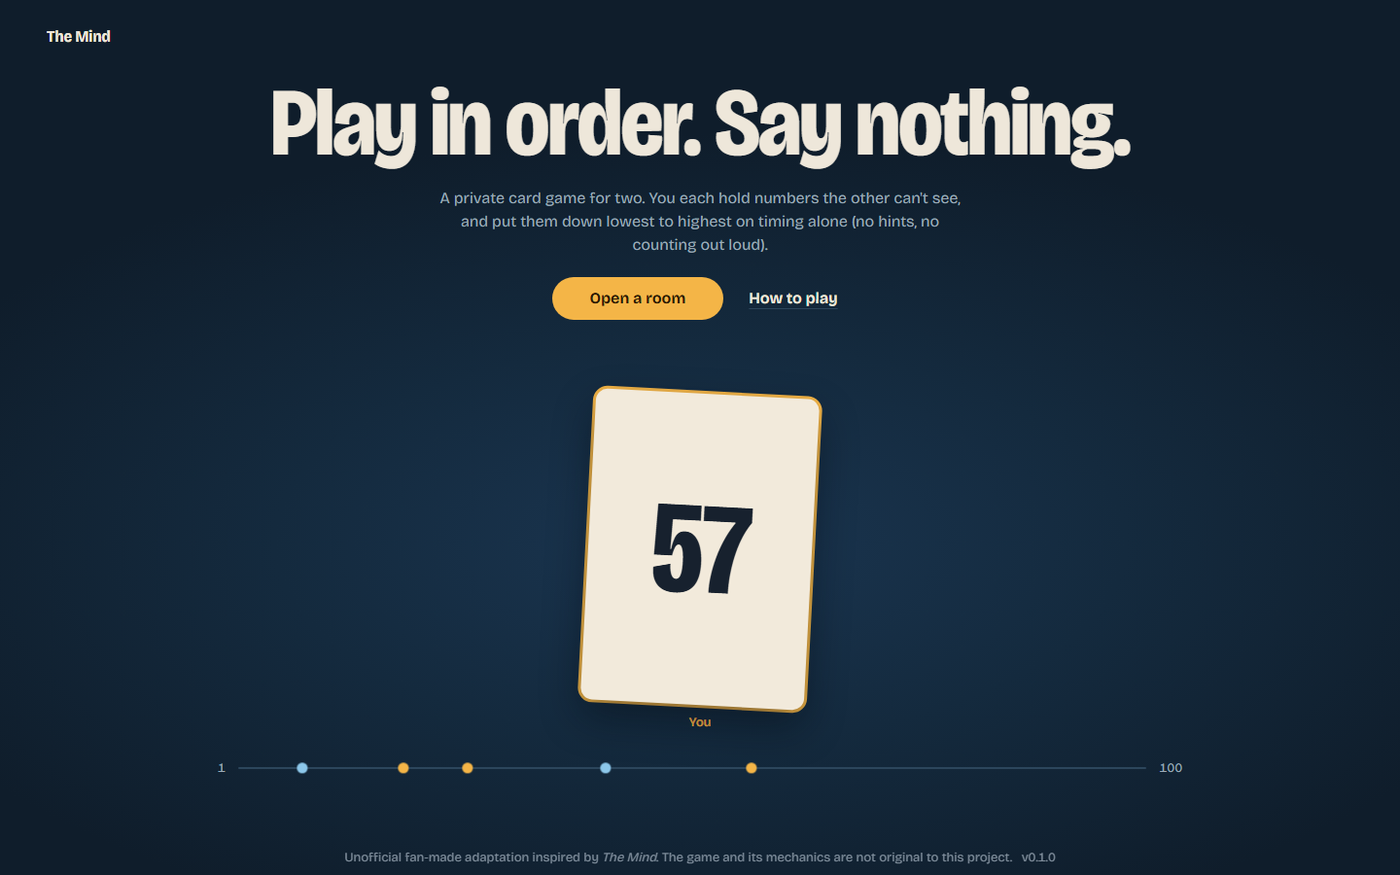 The Mind
Play in order. Say nothing.
A private card game for two. You each hold numbers the other can't see,
and put them down lowest to highest on timing alone (no hints, no
counting out loud).
Open a room
How to play
57
You
1
100
Unofficial fan-made adaptation inspired by The Mind. The game and its mechanics are not original to this project. v0.1.0